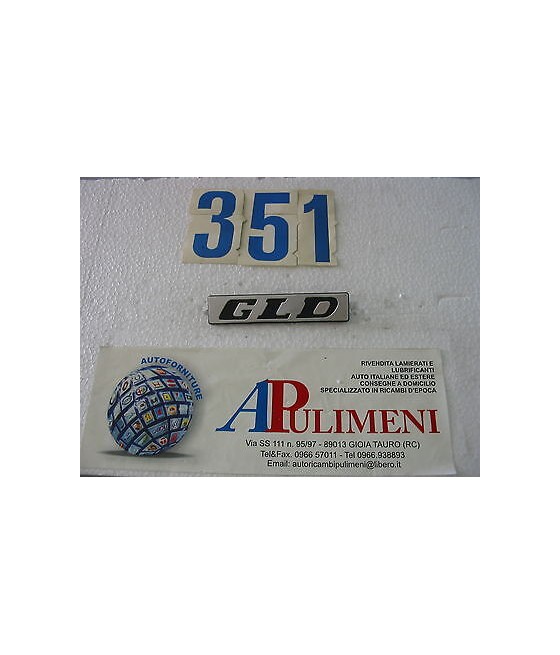 351
GLD
AUTOFORNITURE
RIVENDITA LAMIERATI E
LUBRIFICANTI
AUTO ITALIANE ED ESTERE
CONSEGNE A DOMICILIO
SPECIALIZZATO IN RICAMBI D'EPOCA
APULIMENI
Via SS 111 n. 95/97 - 89013 GIOIA TAURO (RC)
Tel&Fax. 0966 57011 - Tel 0966.938893
Email: autoricambipulimeni@libero.it